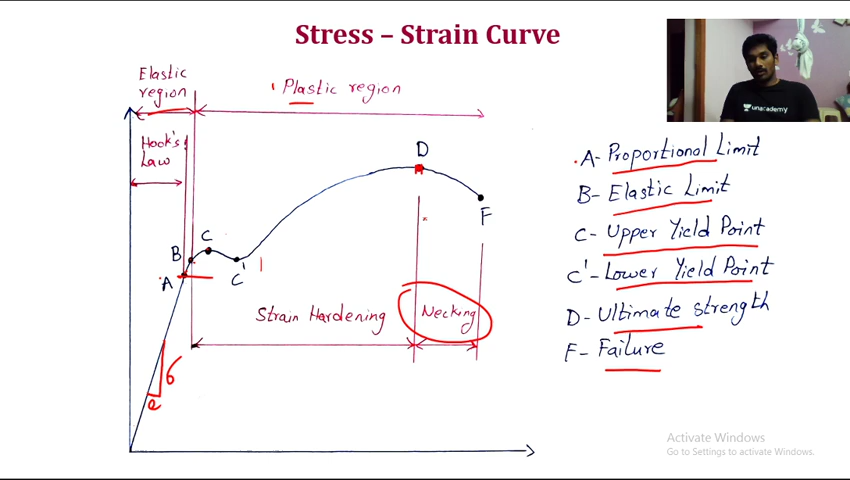 Stress – Strain Curve
unacademy
Elastic
region
Plastic region
Hook's
Law
D
F
B
C
A
C'
Strain Hardening
Necking
σ
e
A- Proportional Limit
B- Elastic Limit
C- Upper Yield Point
C'- Lower Yield Point
D- Ultimate strength
F- Failure
Activate Windows
Go to Settings to activate Windows.